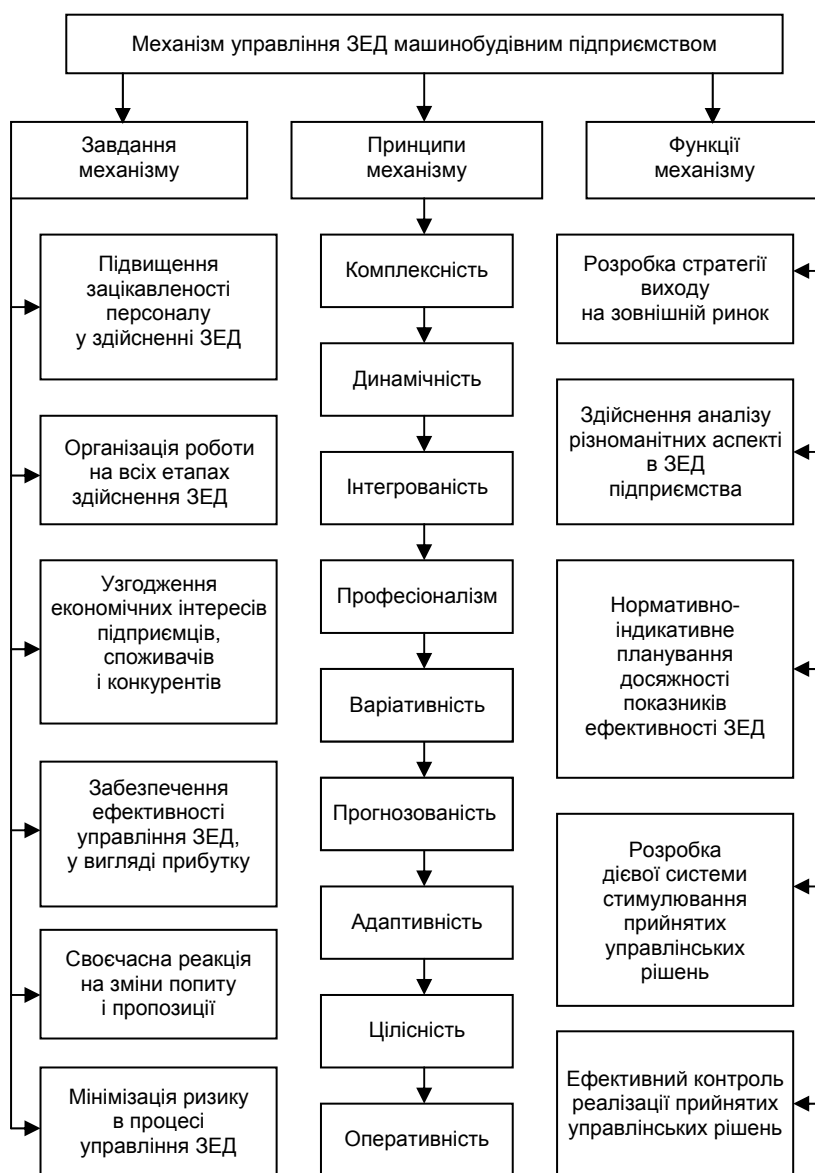 Механізм управління ЗЕД машинобудівним підприємством
Завдання
механізму
Принципи
механізму
Функції
механізму
Підвищення
зацікавленості
персоналу
у здійсненні ЗЕД
Організація роботи
на всіх етапах
здійснення ЗЕД
Узгодження
економічних інтересів
підприємців,
споживачів
і конкурентів
Забезпечення
ефективності
управління ЗЕД,
у вигляді прибутку
Своєчасна реакція
на зміни попиту
і пропозиції
Мінімізація ризику
в процесі
управління ЗЕД
Комплексність
Динамічність
Інтегрованість
Професіоналізм
Варіативність
Прогнозованість
Адаптивність
Цілісність
Оперативність
Розробка стратегії
виходу
на зовнішній ринок
Здійснення аналізу
різноманітних аспекті
в ЗЕД
підприємства
Нормативно-
індикативне
планування
досяжності
показників
ефективності ЗЕД
Розробка
дієвої системи
стимулювання
прийнятих
управлінських
рішень
Ефективний контроль
реалізації прийнятих
управлінських рішень